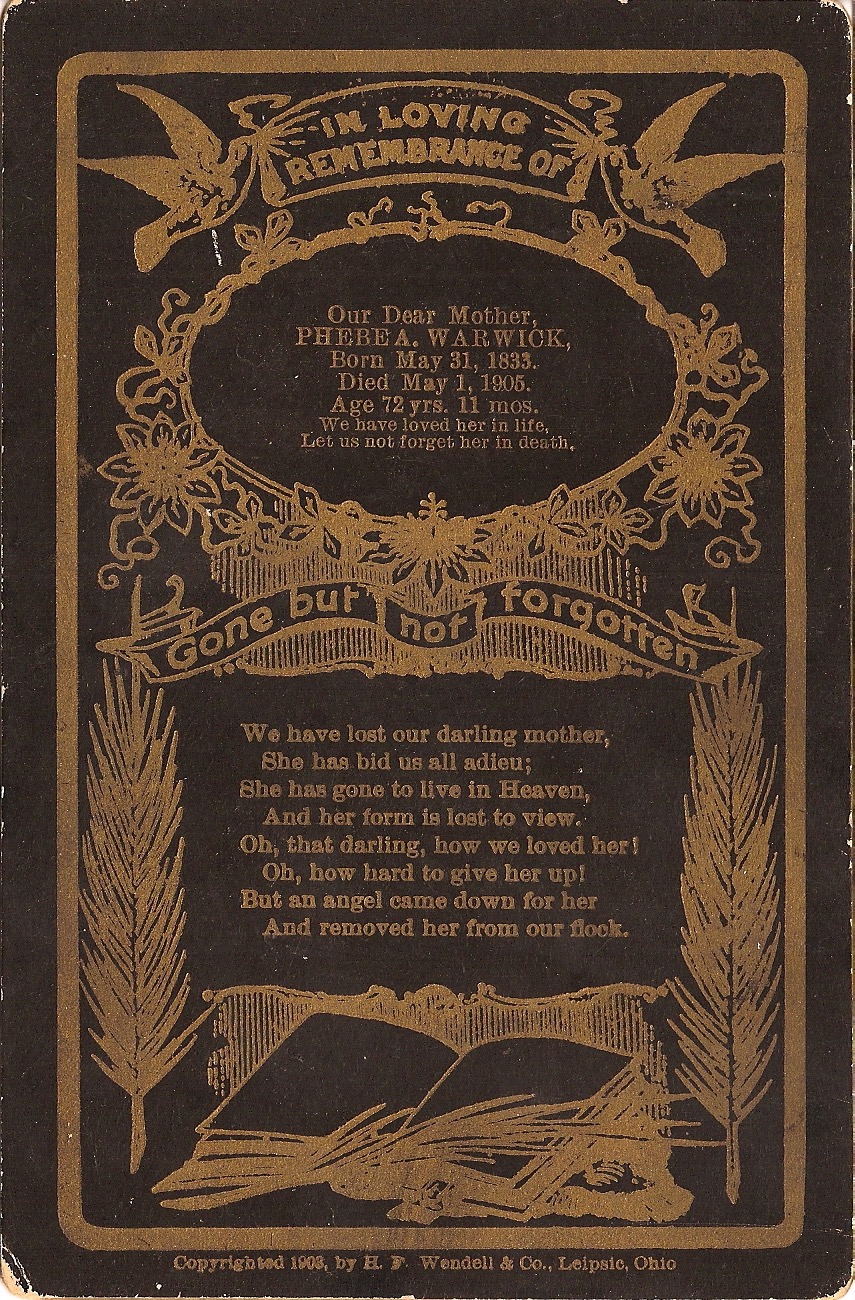 IN LOVING
REMEMBRANCE OF
Our Dear Mother,
PHEBE A. WARWICK,
Born May 31, 1833.
Died May 1, 1905.
Age 72 yrs. 11 mos.
We have loved her in life,
Let us not forget her in death.
Gone but not forgotten
We have lost our darling mother,
She has bid us all adieu;
She has gone to live in Heaven,
And her form is lost to view.
Oh, that darling, how we loved her!
Oh, how hard to give her up!
But an angel came down for her
And removed her from our flock.
Copyrighted 1903, by H. F. Wendell & Co., Leipsic, Ohio